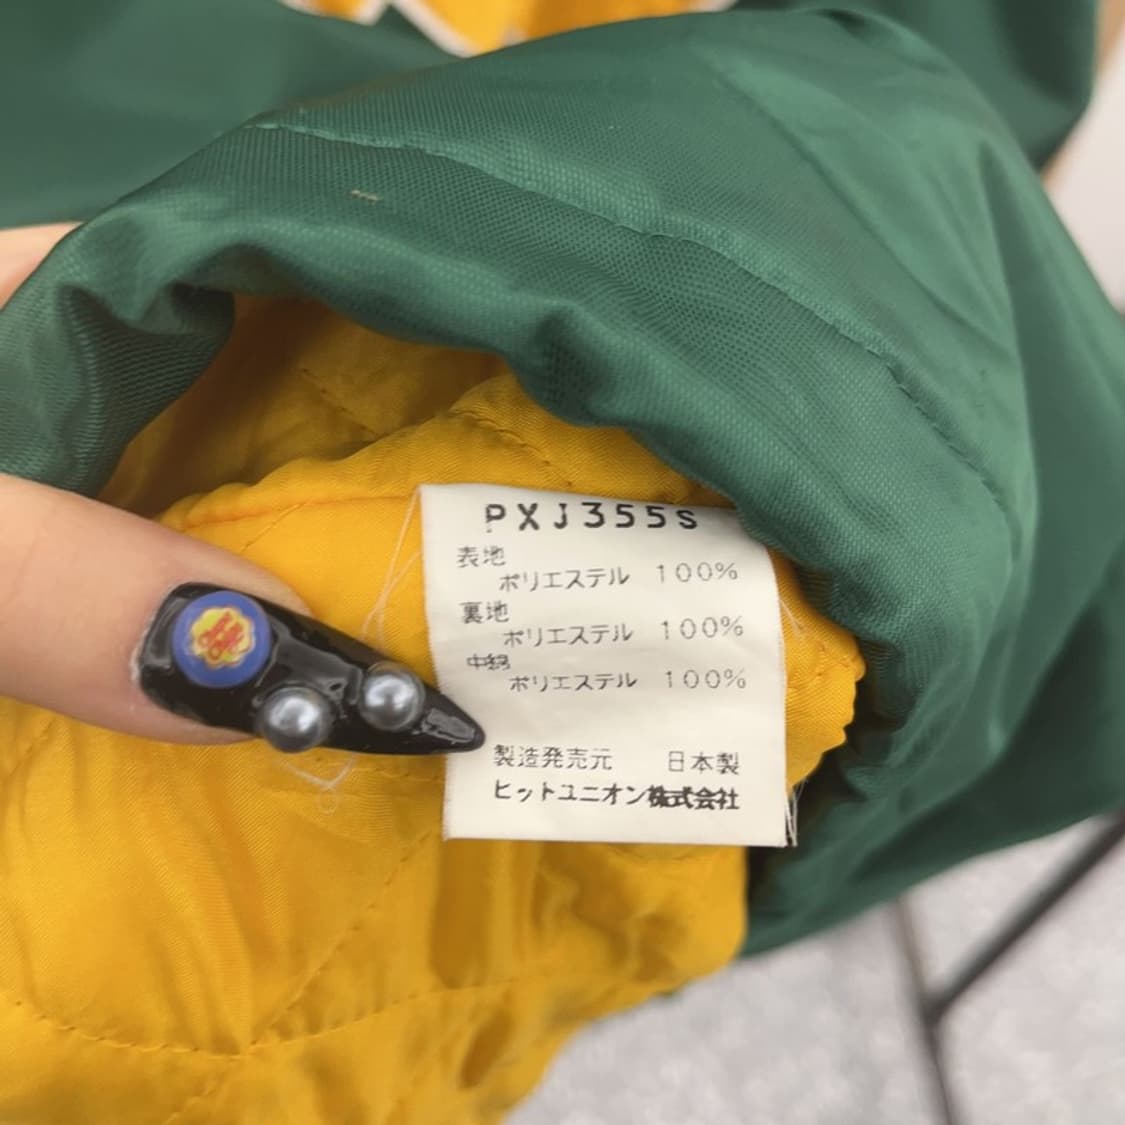 PXJ355S
表地
ポリエステル 100%
裏地
ポリエステル 100%
中綿
ポリエステル 100%
製造発売元 日本製
ヒットユニオン株式会社